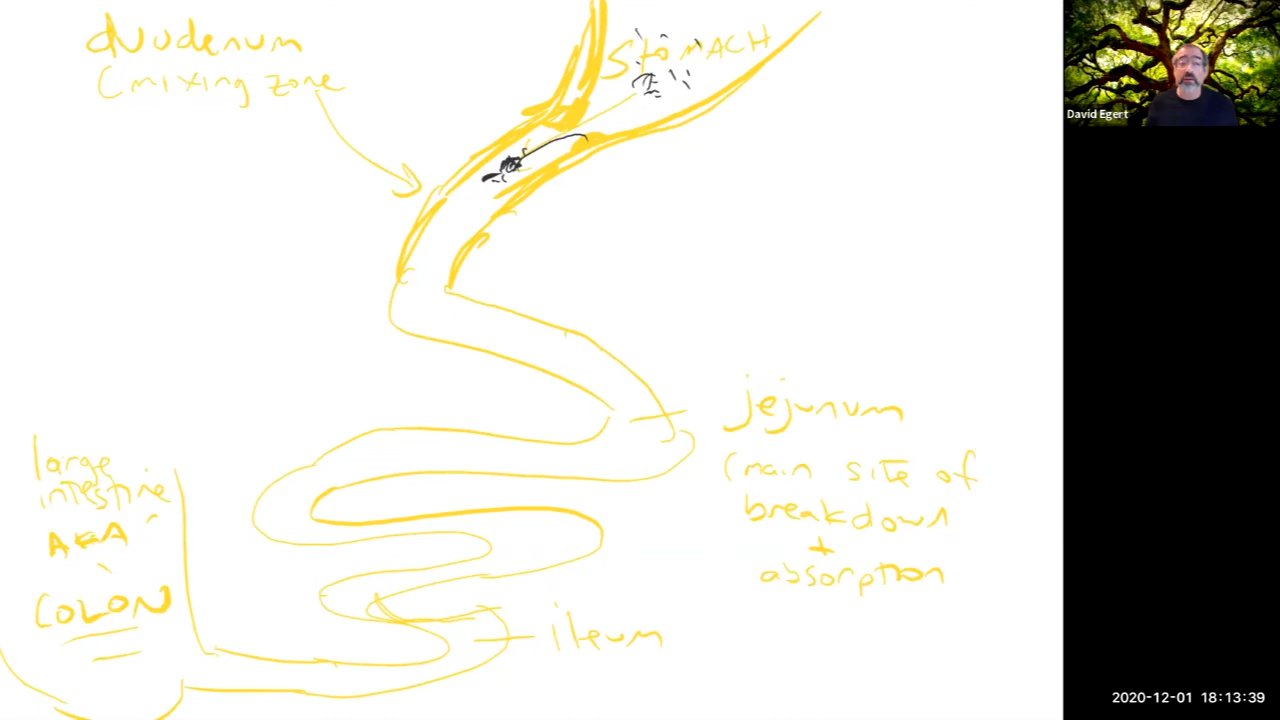 duodenum
(mixing zone
STOMACH
David Egert
jejunum
(main site of
breakdown
+
absorption
large
intestine
AKA
COLON
ileum
2020-12-01 18:13:39